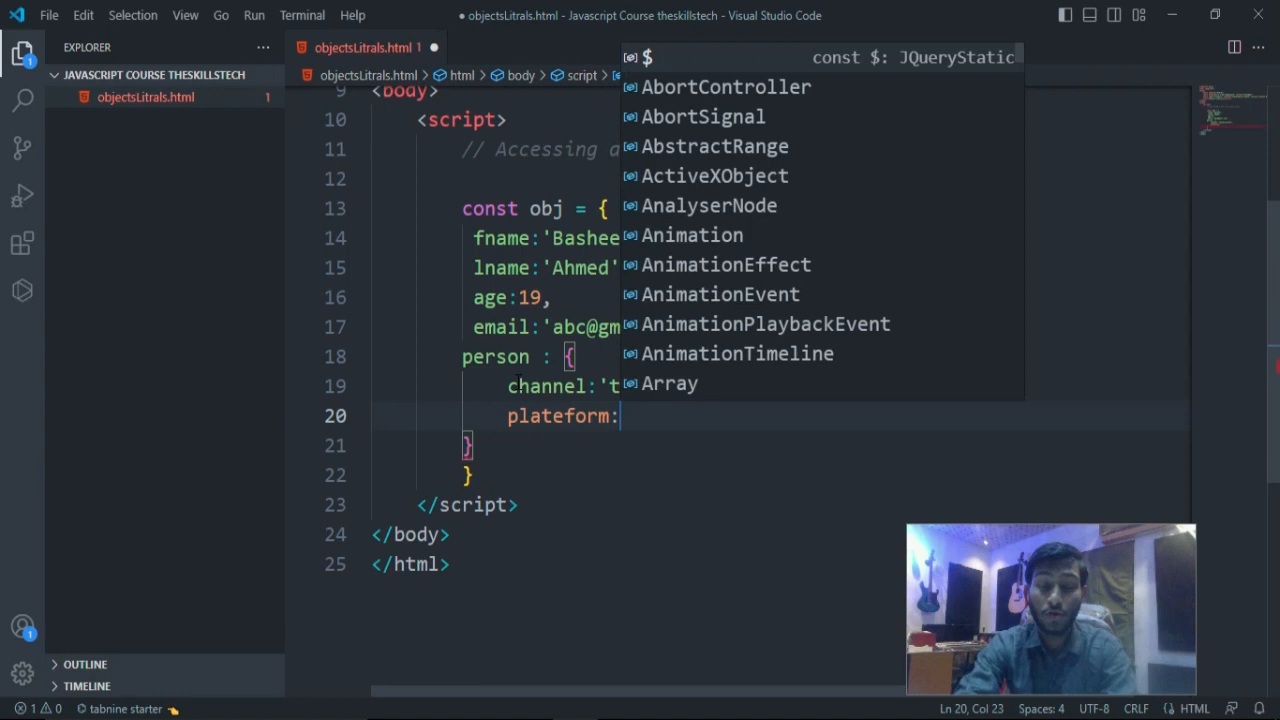 File Edit Selection View Go Run Terminal Help
● objectsLitrals.html - Javascript Course theskillstech - Visual Studio Code
EXPLORER
JAVASCRIPT COURSE THESKILLSTECH
objectsLitrals.html 1
OUTLINE
TIMELINE
objectsLitrals.html 1 ●
objectsLitrals.html > html > body > script >
9 <body>
10 <script>
11 // Accessing a
12
13 const obj = {
14 fname:'Bashee
15 lname:'Ahmed'
16 age:19,
17 email:'abc@gm
18 person : {
19 channel:'t
20 plateform:
21 }
22 }
23 </script>
24 </body>
25 </html>
$ const $: JQueryStatic
AbortController
AbortSignal
AbstractRange
ActiveXObject
AnalyserNode
Animation
AnimationEffect
AnimationEvent
AnimationPlaybackEvent
AnimationTimeline
Array
1 0 tabnine starter 👈 Ln 20, Col 23 Spaces: 4 UTF-8 CRLF HTML